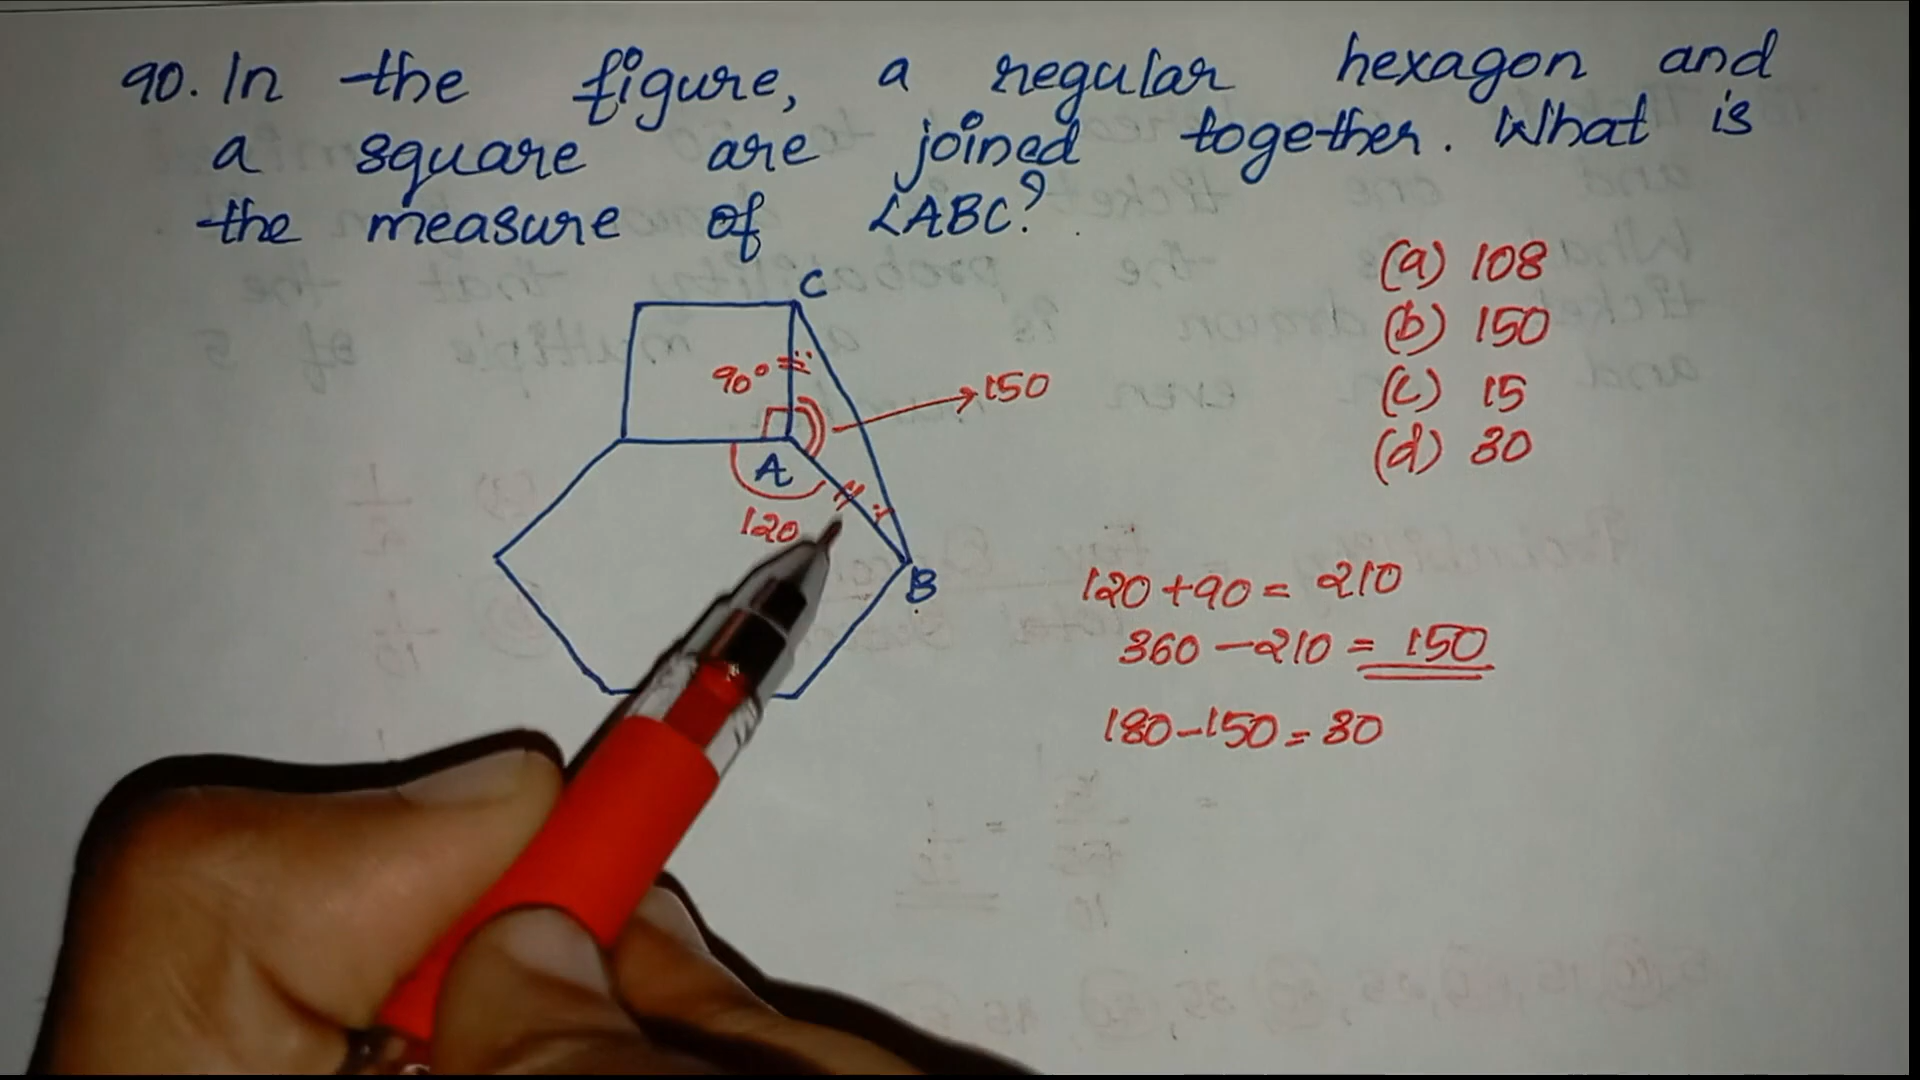 90. In the figure, a regular hexagon and
a square are joined together. What is
the measure of ∠ABC?
(a) 108
(b) 150
(c) 15
(d) 30
C
90°
150
A
120
B
120+90= 210
360-210= 150
180-150= 30